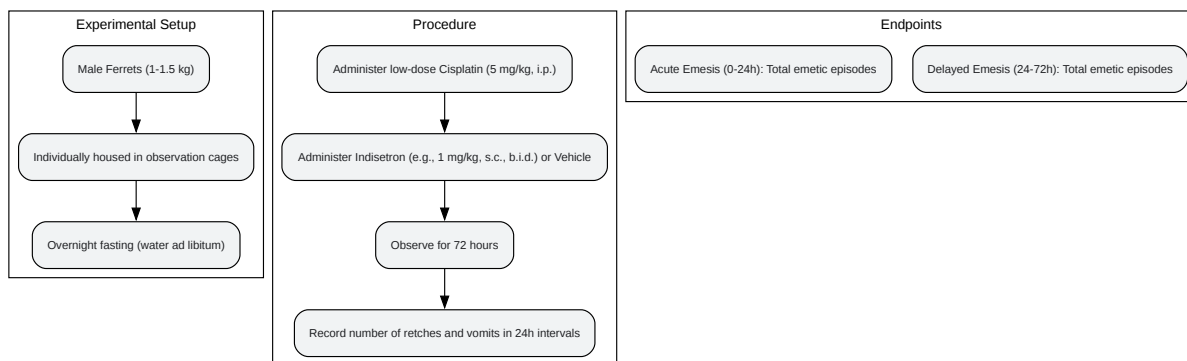 Experimental Setup
Male Ferrets (1-1.5 kg)
Individually housed in observation cages
Overnight fasting (water ad libitum)
Procedure
Administer low-dose Cisplatin (5 mg/kg, i.p.)
Administer Indisetron (e.g., 1 mg/kg, s.c., b.i.d.) or Vehicle
Observe for 72 hours
Record number of retches and vomits in 24h intervals
Endpoints
Acute Emesis (0-24h): Total emetic episodes
Delayed Emesis (24-72h): Total emetic episodes